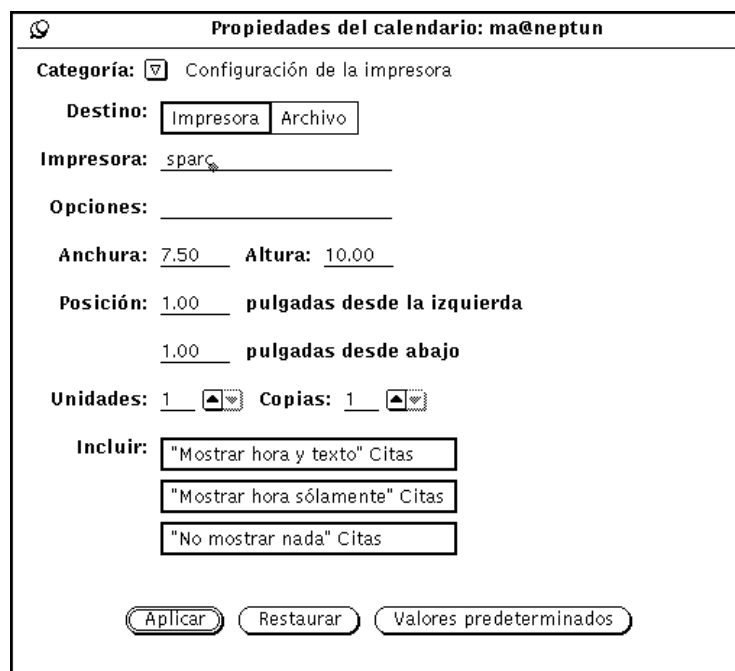 Propiedades del calendario: ma@neptun
Categoría: Configuración de la impresora
Destino: Impresora Archivo
Impresora: sparc
Opciones:
Anchura: 7.50 Altura: 10.00
Posición: 1.00 pulgadas desde la izquierda
1.00 pulgadas desde abajo
Unidades: 1 Copias: 1
Incluir: "Mostrar hora y texto" Citas
"Mostrar hora sólamente" Citas
"No mostrar nada" Citas
Aplicar Restaurar Valores predeterminados